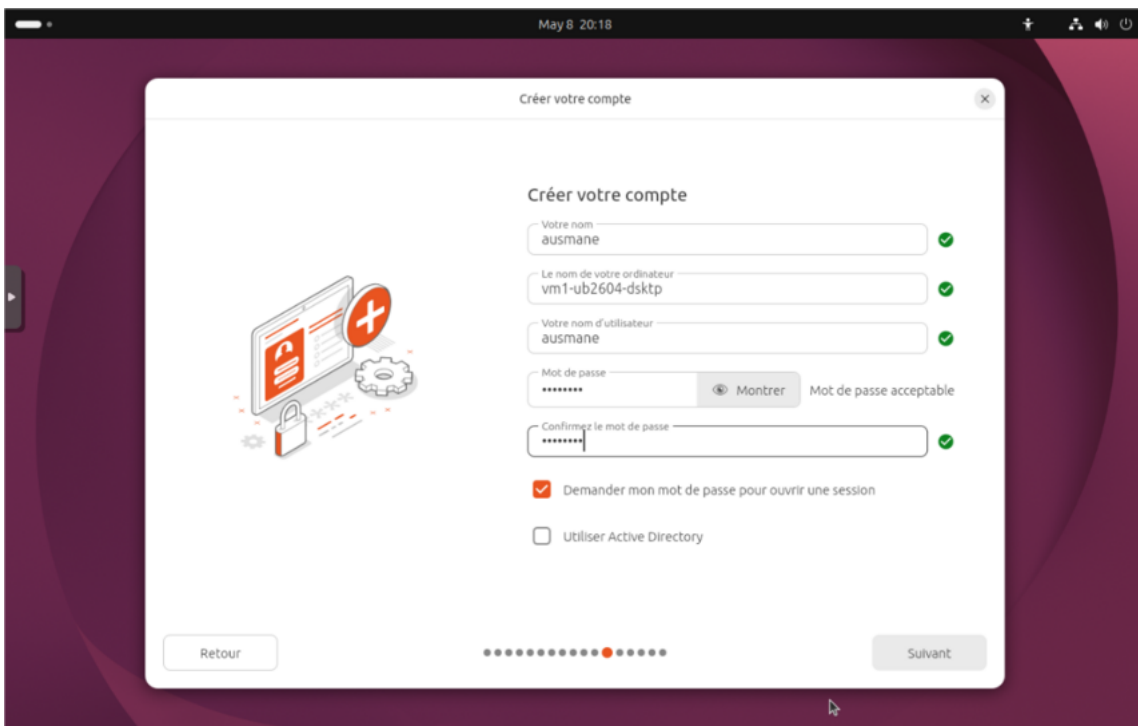 May 8 20:18
Créer votre compte
Créer votre compte
Votre nom
ausmane
Le nom de votre ordinateur
vm1-ub2604-dsktp
Votre nom d'utilisateur
ausmane
Mot de passe
•••••••• Montrer Mot de passe acceptable
Confirmez le mot de passe
••••••••
Demander mon mot de passe pour ouvrir une session
Utiliser Active Directory
Retour Suivant